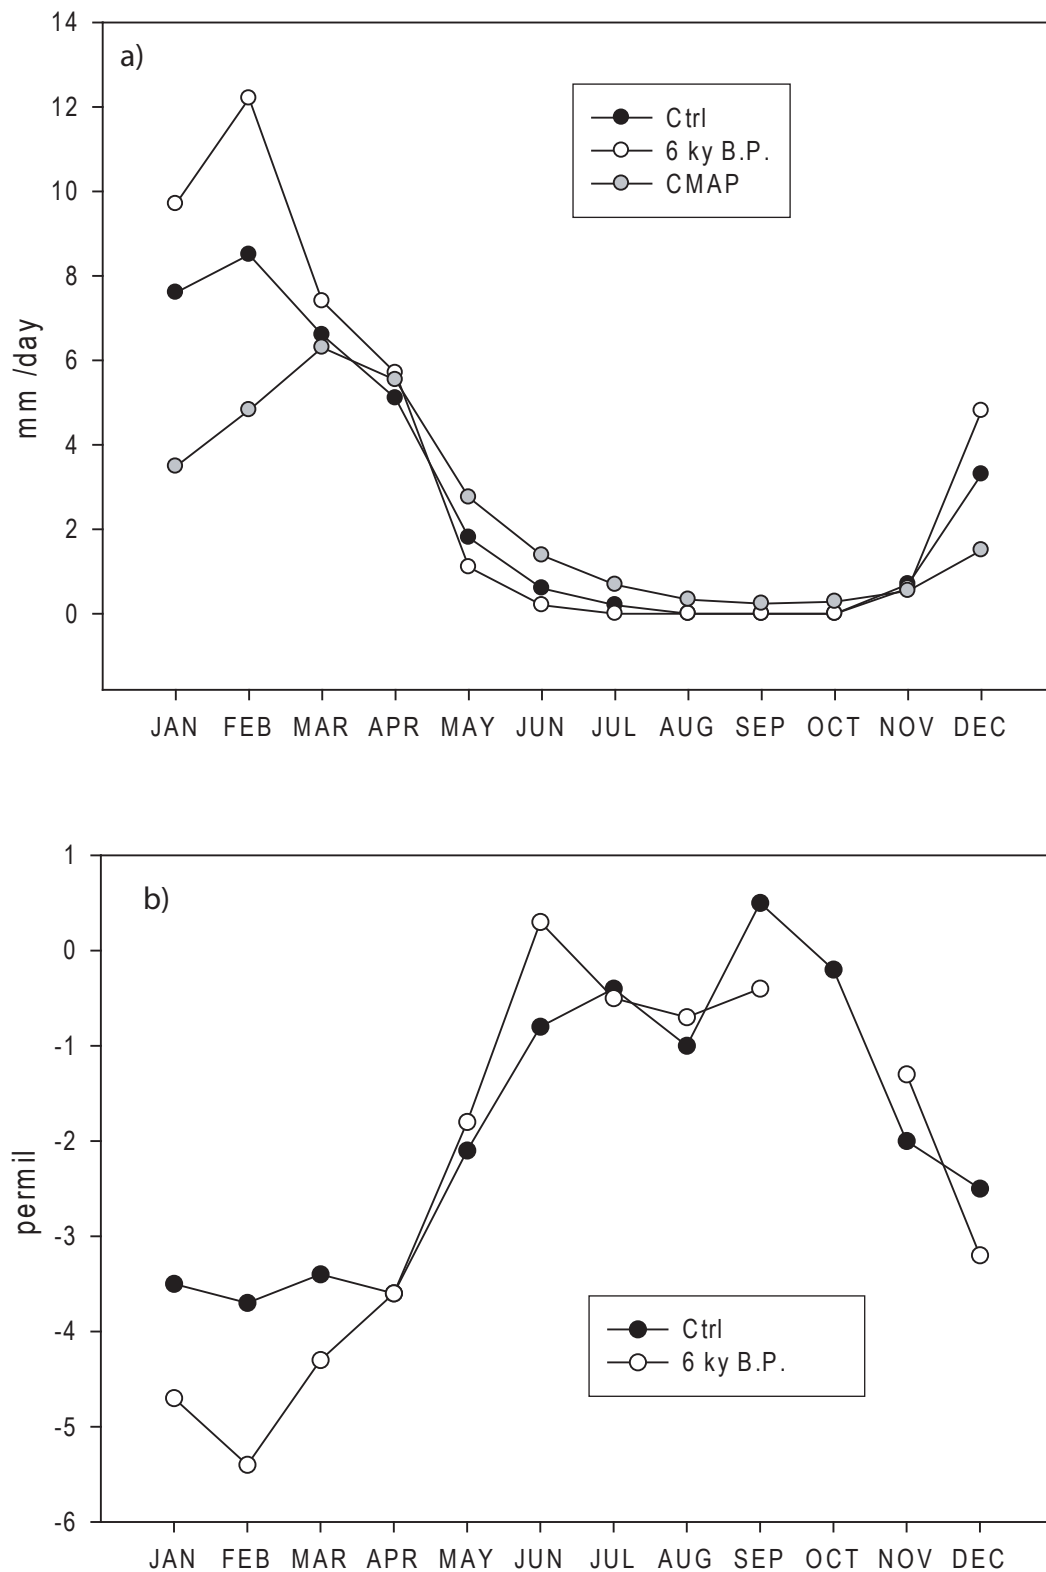 14
a)
12
10
8
6
4
2
0
mm /day
Ctrl
6 ky B.P.
CMAP
JAN FEB MAR APR MAY JUN JUL AUG SEP OCT NOV DEC
1
b)
0
-1
-2
-3
-4
-5
-6
permil
Ctrl
6 ky B.P.
JAN FEB MAR APR MAY JUN JUL AUG SEP OCT NOV DEC